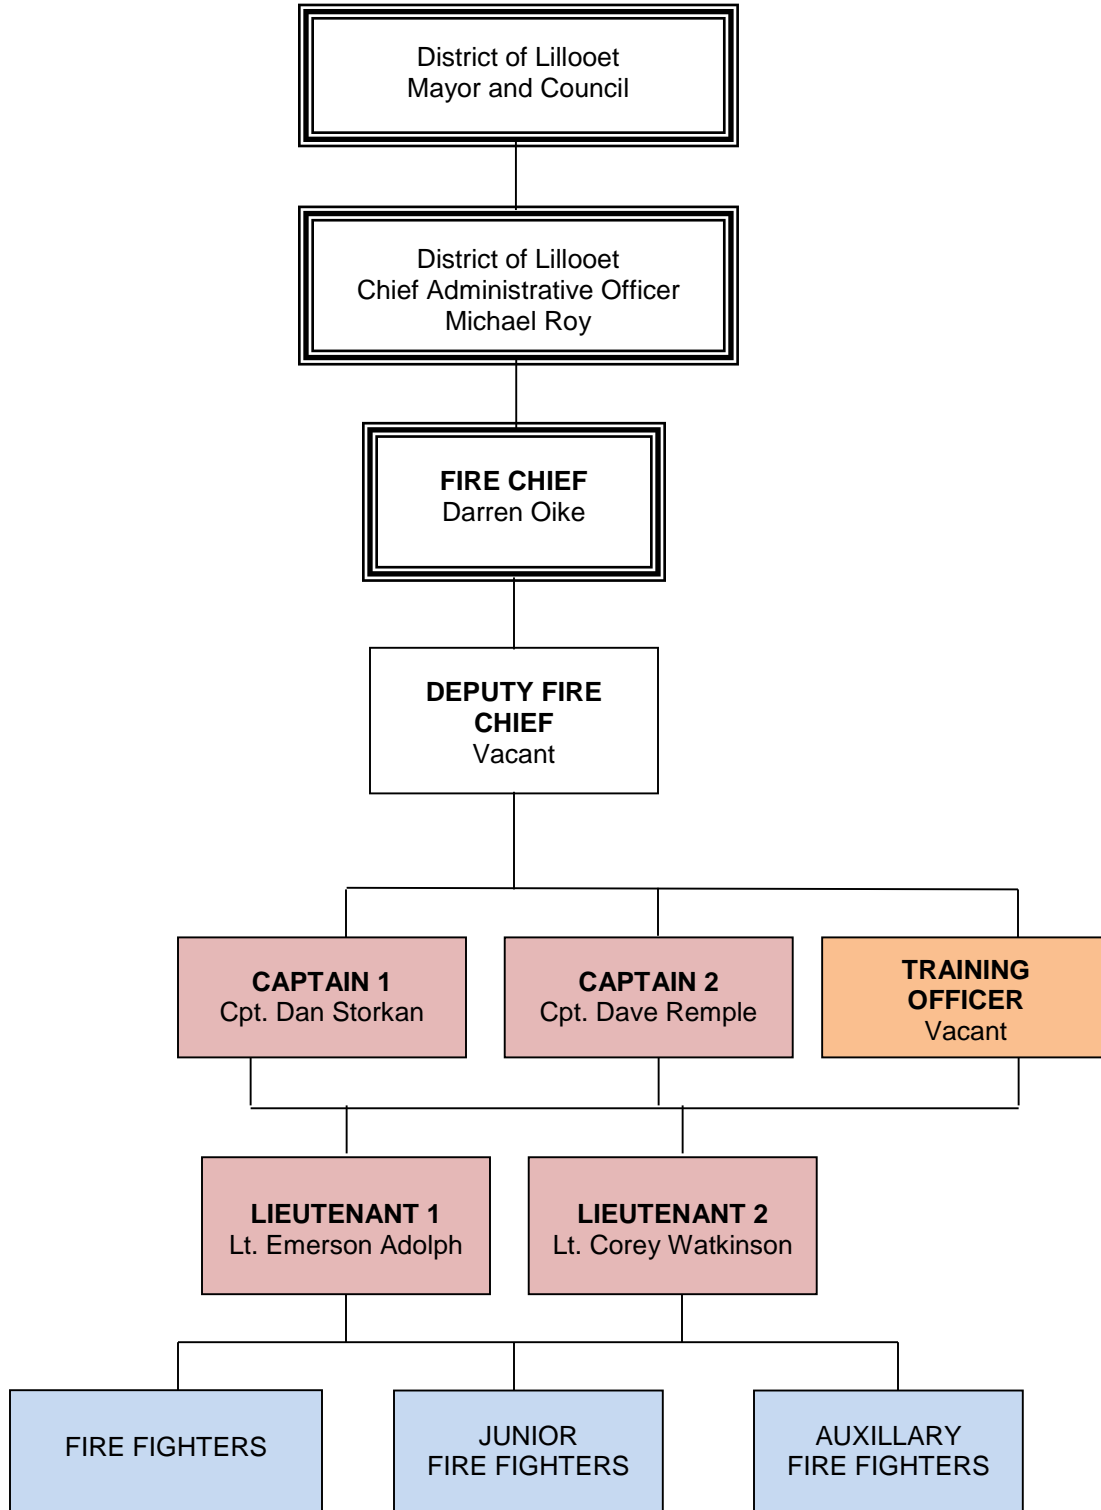 District of Lillooet
Mayor and Council
District of Lillooet
Chief Administrative Officer
Michael Roy
FIRE CHIEF
Darren Oike
DEPUTY FIRE
CHIEF
Vacant
CAPTAIN 1
Cpt. Dan Storkan
CAPTAIN 2
Cpt. Dave Remple
TRAINING
OFFICER
Vacant
LIEUTENANT 1
Lt. Emerson Adolph
LIEUTENANT 2
Lt. Corey Watkinson
FIRE FIGHTERS
JUNIOR
FIRE FIGHTERS
AUXILLARY
FIRE FIGHTERS